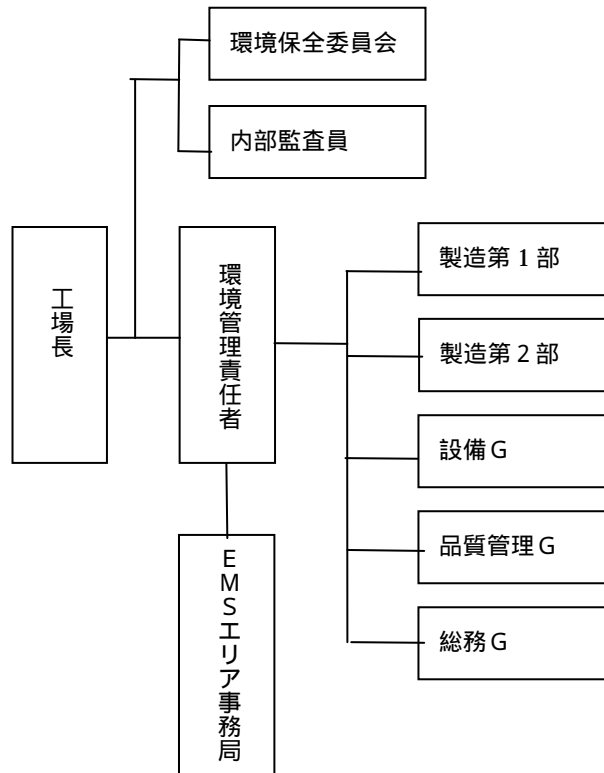 環境保全委員会
内部監査員
工場長
環境管理責任者
製造第1部
製造第2部
設備G
品質管理G
総務G
EMSエリア事務局